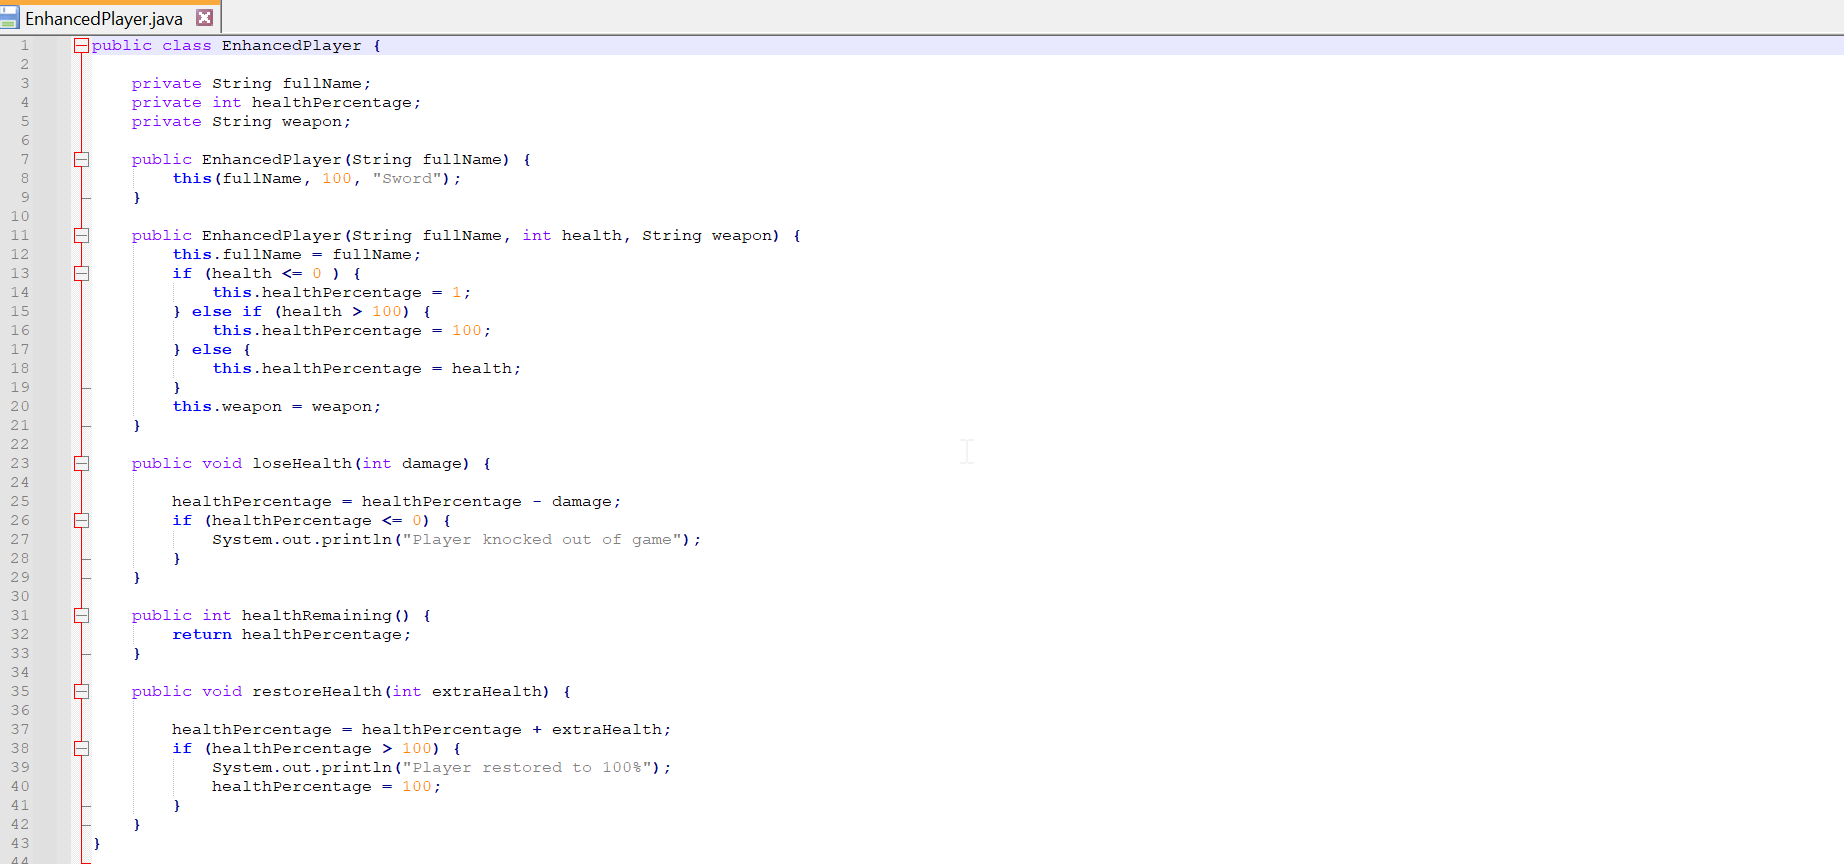 EnhancedPlayer.java
1 public class EnhancedPlayer {
2
3     private String fullName;
4     private int healthPercentage;
5     private String weapon;
6
7     public EnhancedPlayer(String fullName) {
8         this(fullName, 100, "Sword");
9     }
10
11     public EnhancedPlayer(String fullName, int health, String weapon) {
12         this.fullName = fullName;
13         if (health <= 0 ) {
14             this.healthPercentage = 1;
15         } else if (health > 100) {
16             this.healthPercentage = 100;
17         } else {
18             this.healthPercentage = health;
19         }
20         this.weapon = weapon;
21     }
22
23     public void loseHealth(int damage) {
24
25         healthPercentage = healthPercentage - damage;
26         if (healthPercentage <= 0) {
27             System.out.println("Player knocked out of game");
28         }
29     }
30
31     public int healthRemaining() {
32         return healthPercentage;
33     }
34
35     public void restoreHealth(int extraHealth) {
36
37         healthPercentage = healthPercentage + extraHealth;
38         if (healthPercentage > 100) {
39             System.out.println("Player restored to 100%");
40             healthPercentage = 100;
41         }
42     }
43 }
44